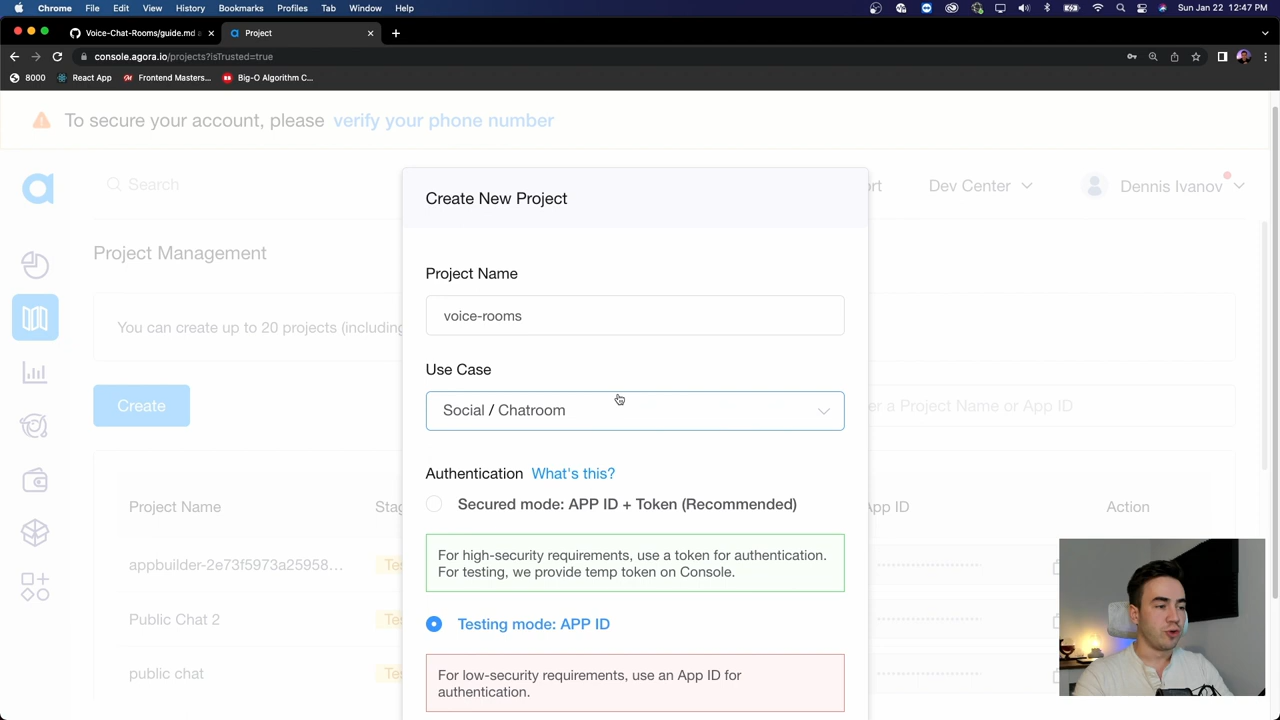 Chrome File Edit View History Bookmarks Profiles Tab Window Help
Sun Jan 22 12:47 PM
Voice-Chat-Rooms/guide.md
Project
console.agora.io/projects?isTrusted=true
8000 React App Frontend Masters... Big-O Algorithm C...
To secure your account, please verify your phone number
Search
Dev Center
Dennis Ivanov
Create New Project
Project Management
Project Name
You can create up to 20 projects (including
voice-rooms
Use Case
Create
Social / Chatroom
a Project Name or App ID
Authentication What's this?
Secured mode: APP ID + Token (Recommended)
Project Name
App ID
Action
For high-security requirements, use a token for authentication.
For testing, we provide temp token on Console.
appbuilder-2e73f5973a25958...
Public Chat 2
Testing mode: APP ID
public chat
For low-security requirements, use an App ID for
authentication.